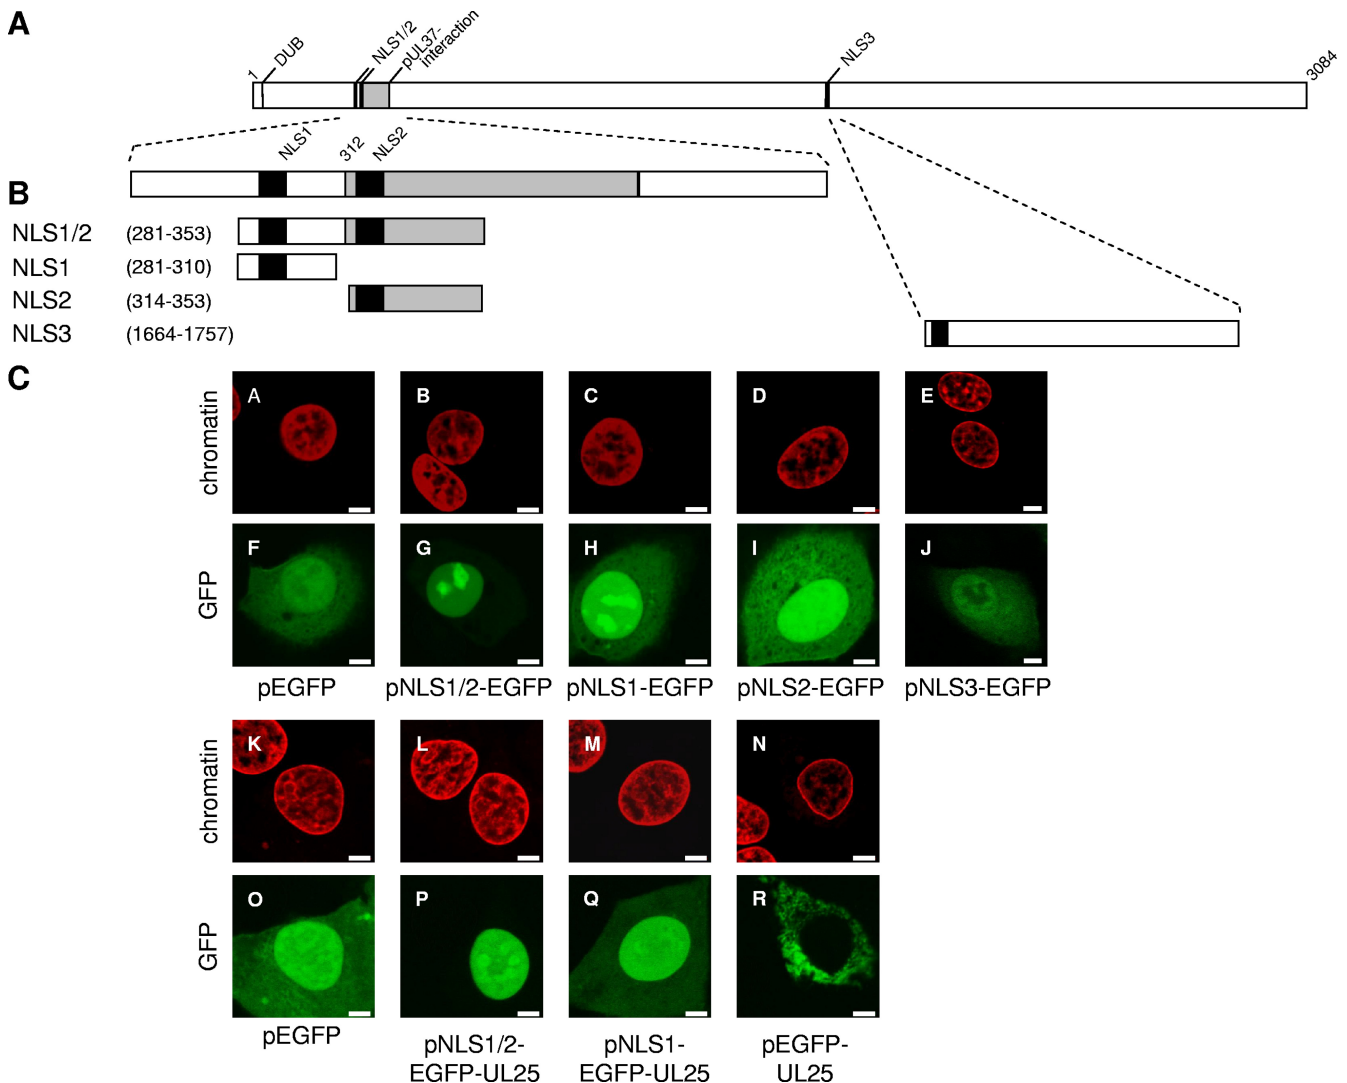 A
1
DUB
NLS1/2
pUL37-
interaction
NLS3
3084
NLS1
312
NLS2
B
NLS1/2 (281-353)
NLS1 (281-310)
NLS2 (314-353)
NLS3 (1664-1757)
C
chromatin
A B C D E
GFP
F G H I J
pEGFP pNLS1/2-EGFP pNLS1-EGFP pNLS2-EGFP pNLS3-EGFP
chromatin
K L M N
GFP
O P Q R
pEGFP pNLS1/2- pNLS1- pEGFP-
EGFP-UL25 EGFP-UL25 UL25